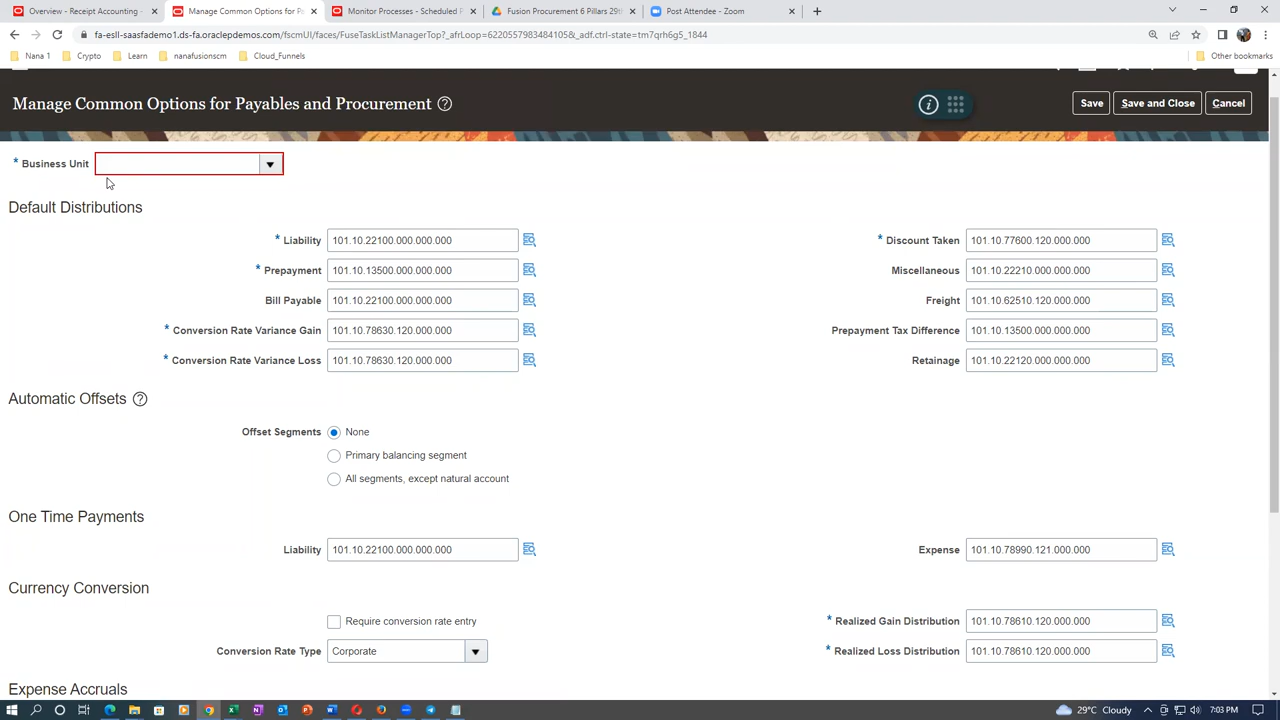 Overview - Receipt Accounting -
Manage Common Options for Pa
Monitor Processes - Scheduled P
Fusion Procurement 6 Pillars 29th
Post Attendee - Zoom
fa-esll-saasfademo1.ds-fa.oraclepdemos.com/fscmUI/faces/FuseTaskListManagerTop?_afrLoop=62205579834841058&_adf.ctrl-state=tm7qrh6g5_1844
Nana 1
Crypto
Learn
nanafusionscm
Cloud_Funnels
Other bookmarks
Manage Common Options for Payables and Procurement
Save
Save and Close
Cancel
* Business Unit
Default Distributions
* Liability 101.10.22100.000.000.000
* Discount Taken 101.10.77600.120.000.000
* Prepayment 101.10.13500.000.000.000
Miscellaneous 101.10.22210.000.000.000
Bill Payable 101.10.22100.000.000.000
Freight 101.10.62510.120.000.000
* Conversion Rate Variance Gain 101.10.78630.120.000.000
Prepayment Tax Difference 101.10.13500.000.000.000
* Conversion Rate Variance Loss 101.10.78630.120.000.000
Retainage 101.10.22120.000.000.000
Automatic Offsets
Offset Segments None
Primary balancing segment
All segments, except natural account
One Time Payments
Liability 101.10.22100.000.000.000
Expense 101.10.78990.121.000.000
Currency Conversion
Require conversion rate entry
* Realized Gain Distribution 101.10.78610.120.000.000
Conversion Rate Type Corporate
* Realized Loss Distribution 101.10.78610.120.000.000
Expense Accruals
29°C Cloudy
7:03 PM